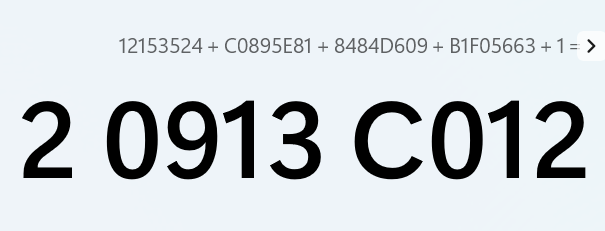 12153524 + C0895E81 + 8484D609 + B1F05663 + 1 =
2 0913 C012